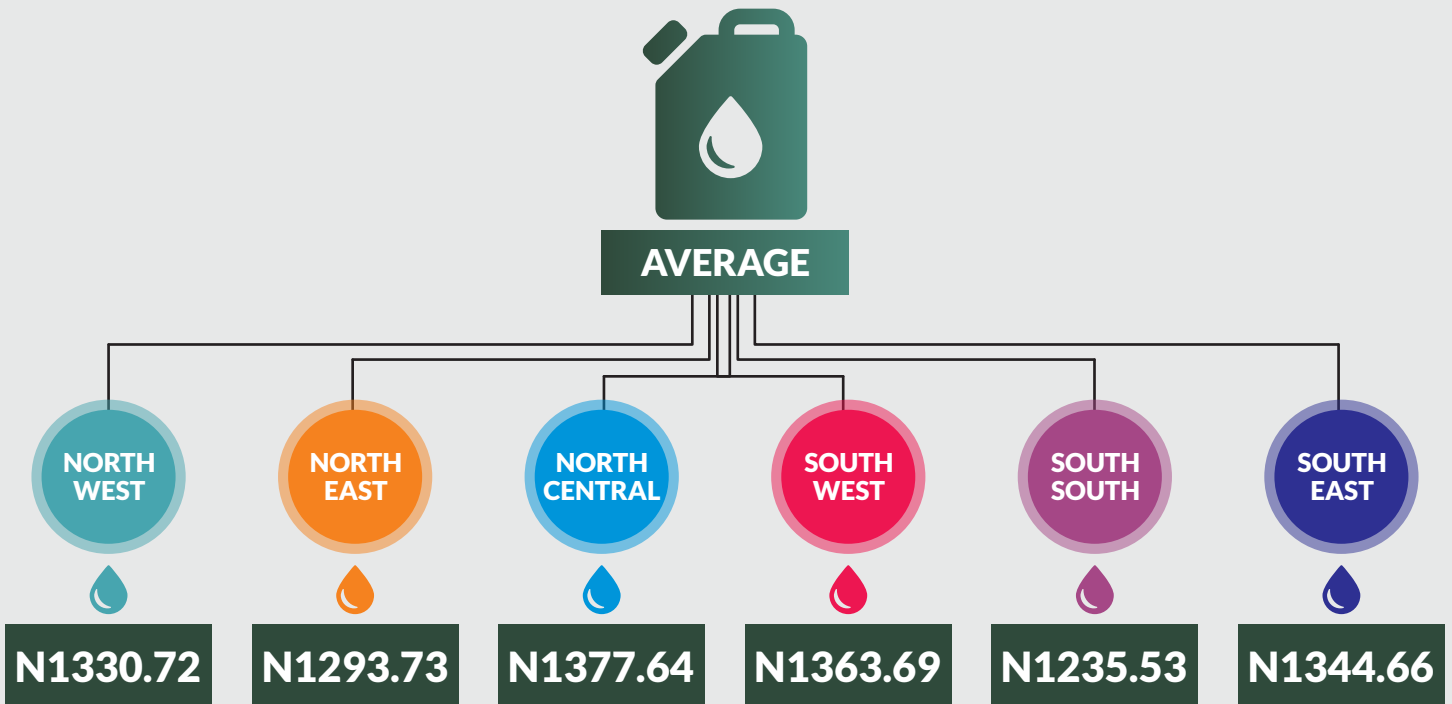 AVERAGE
NORTH
WEST
NORTH
EAST
NORTH
CENTRAL
SOUTH
WEST
SOUTH
SOUTH
SOUTH
EAST
N1330.72
N1293.73
N1377.64
N1363.69
N1235.53
N1344.66